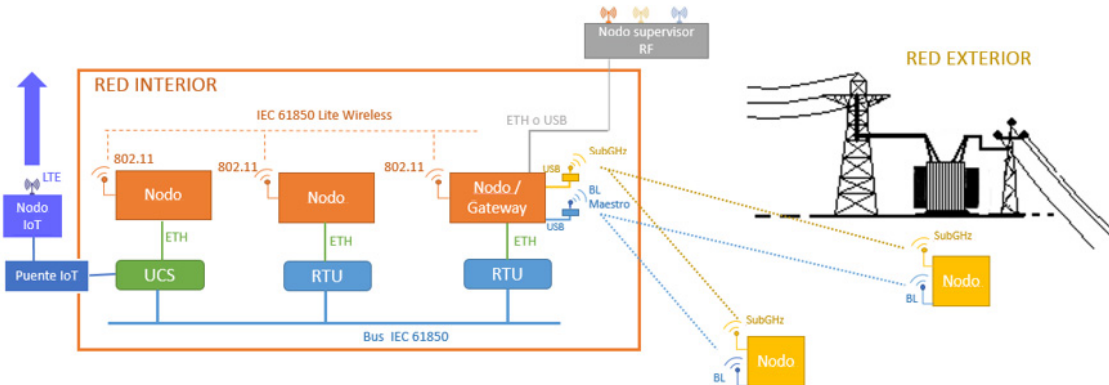 Nodo supervisor
RF
RED EXTERIOR
RED INTERIOR
IEC 61850 Lite Wireless
ETH o USB
SubGHz
802.11
802.11
802.11
LTE
USB
BL
Maestro
USB
Nodo
Nodo
Nodo /
Gateway
Nodo
IoT
ETH
ETH
ETH
SubGHz
Puente IoT
UCS
RTU
RTU
Nodo.
BL
Bus IEC 61850
SubGHz
Nodo
BL